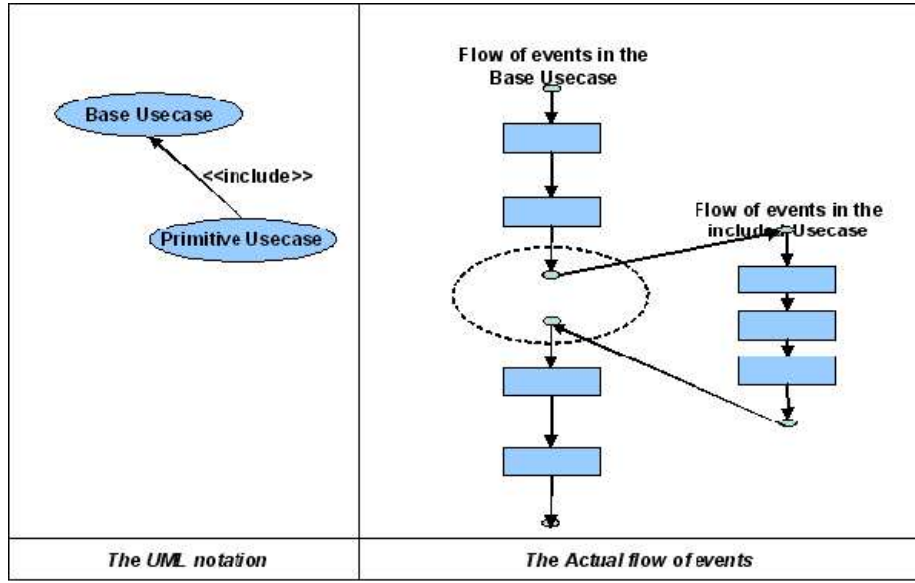 Base Usecase
<<include>>
Primitive Usecase
Flow of events in the
Base Usecase
Flow of events in the
includes Usecase
The UML notation
The Actual flow of events